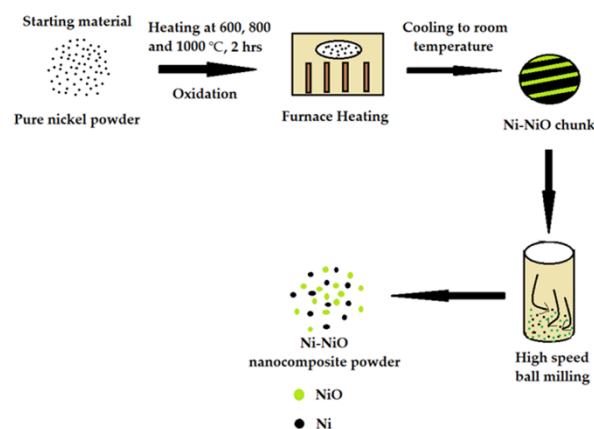 Starting material
Heating at 600, 800
and 1000 °C, 2 hrs
Oxidation
Pure nickel powder
Furnace Heating
Cooling to room
temperature
Ni-NiO chunk
High speed
ball milling
Ni-NiO
nanocomposite powder
NiO
Ni